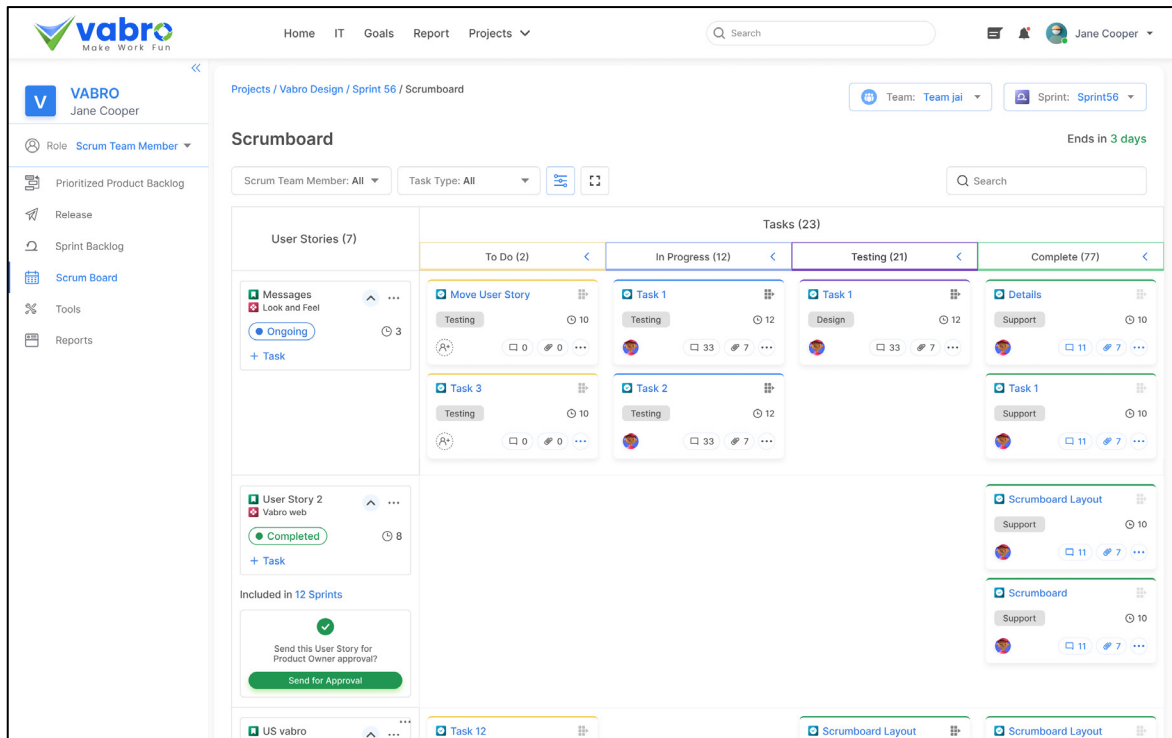 vabro
Make Work Fun
Home IT Goals Report Projects
Search
Jane Cooper
V
VABRO
Jane Cooper
Role Scrum Team Member
Prioritized Product Backlog
Release
Sprint Backlog
Scrum Board
Tools
Reports
Projects / Vabro Design / Sprint 56 / Scrumboard
Team: Team jai
Sprint: Sprint56
Scrumboard
Ends in 3 days
Scrum Team Member: All
Task Type: All
Search
User Stories (7)
Tasks (23)
To Do (2)
In Progress (12)
Testing (21)
Complete (77)
Messages
Look and Feel
Ongoing 3
+ Task
Move User Story
Testing 10
0 0
Task 3
Testing 10
0 0
Task 1
Testing 12
33 7
Task 2
Testing 12
33 7
Task 1
Design 12
33 7
Details
Support 10
11 7
Task 1
Support 10
11 7
User Story 2
Vabro web
Completed 8
+ Task
Included in 12 Sprints
Send this User Story for
Product Owner approval?
Send for Approval
Scrumboard Layout
Support 10
11 7
Scrumboard
Support 10
11 7
US vabro
Task 12
Scrumboard Layout
Scrumboard Layout